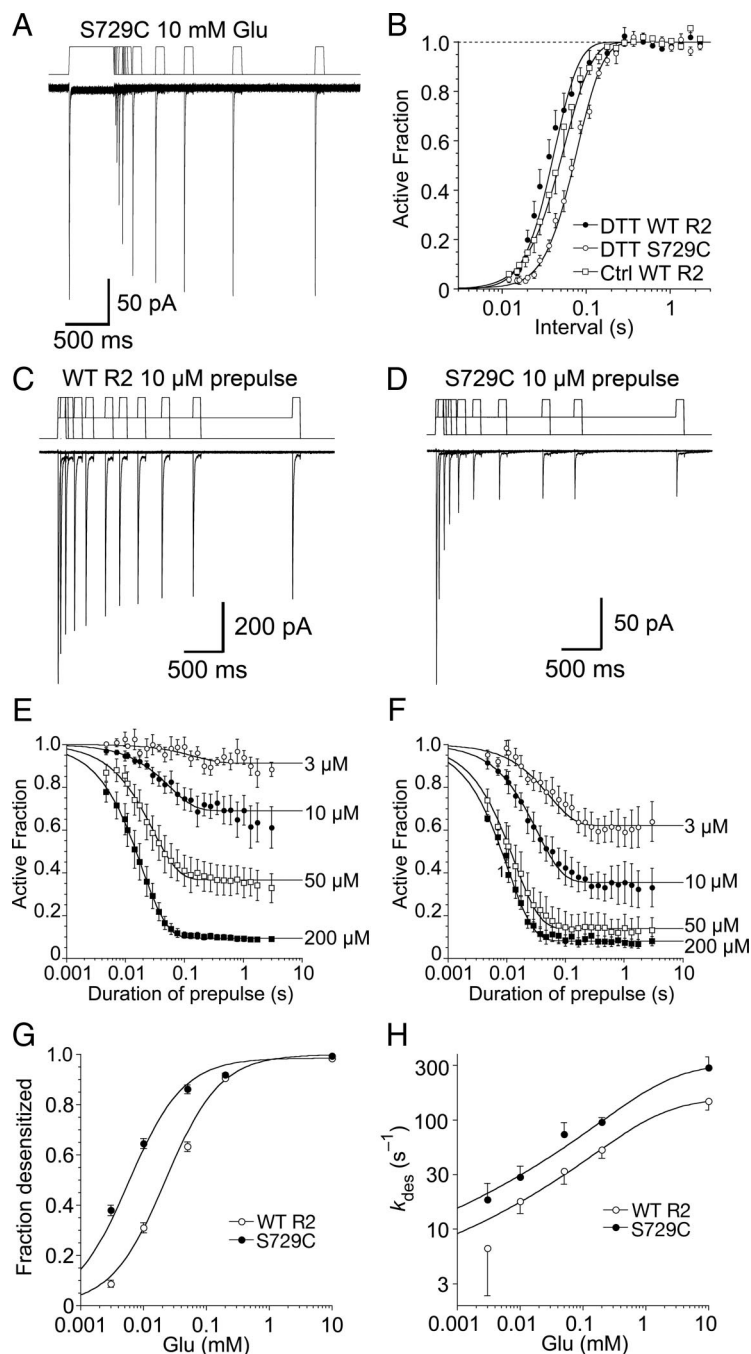 A
S729C 10 mM Glu
50 pA
500 ms
B
Active Fraction
1.0
0.8
0.6
0.4
0.2
0
DTT WT R2
DTT S729C
Ctrl WT R2
0.01
0.1
1
Interval (s)
C
WT R2 10 µM prepulse
200 pA
500 ms
D
S729C 10 µM prepulse
50 pA
500 ms
E
Active Fraction
1.0
0.8
0.6
0.4
0.2
0
3 µM
10 µM
50 µM
200 µM
0.001
0.01
0.1
1
10
Duration of prepulse (s)
F
Active Fraction
1.0
0.8
0.6
0.4
0.2
0
1
3 µM
10 µM
50 µM
200 µM
0.001
0.01
0.1
1
10
Duration of prepulse (s)
G
Fraction desensitized
1.0
0.8
0.6
0.4
0.2
0
WT R2
S729C
0.001
0.01
0.1
1
10
Glu (mM)
H
kdes (s−1)
300
100
30
10
3
WT R2
S729C
0.001
0.01
0.1
1
10
Glu (mM)